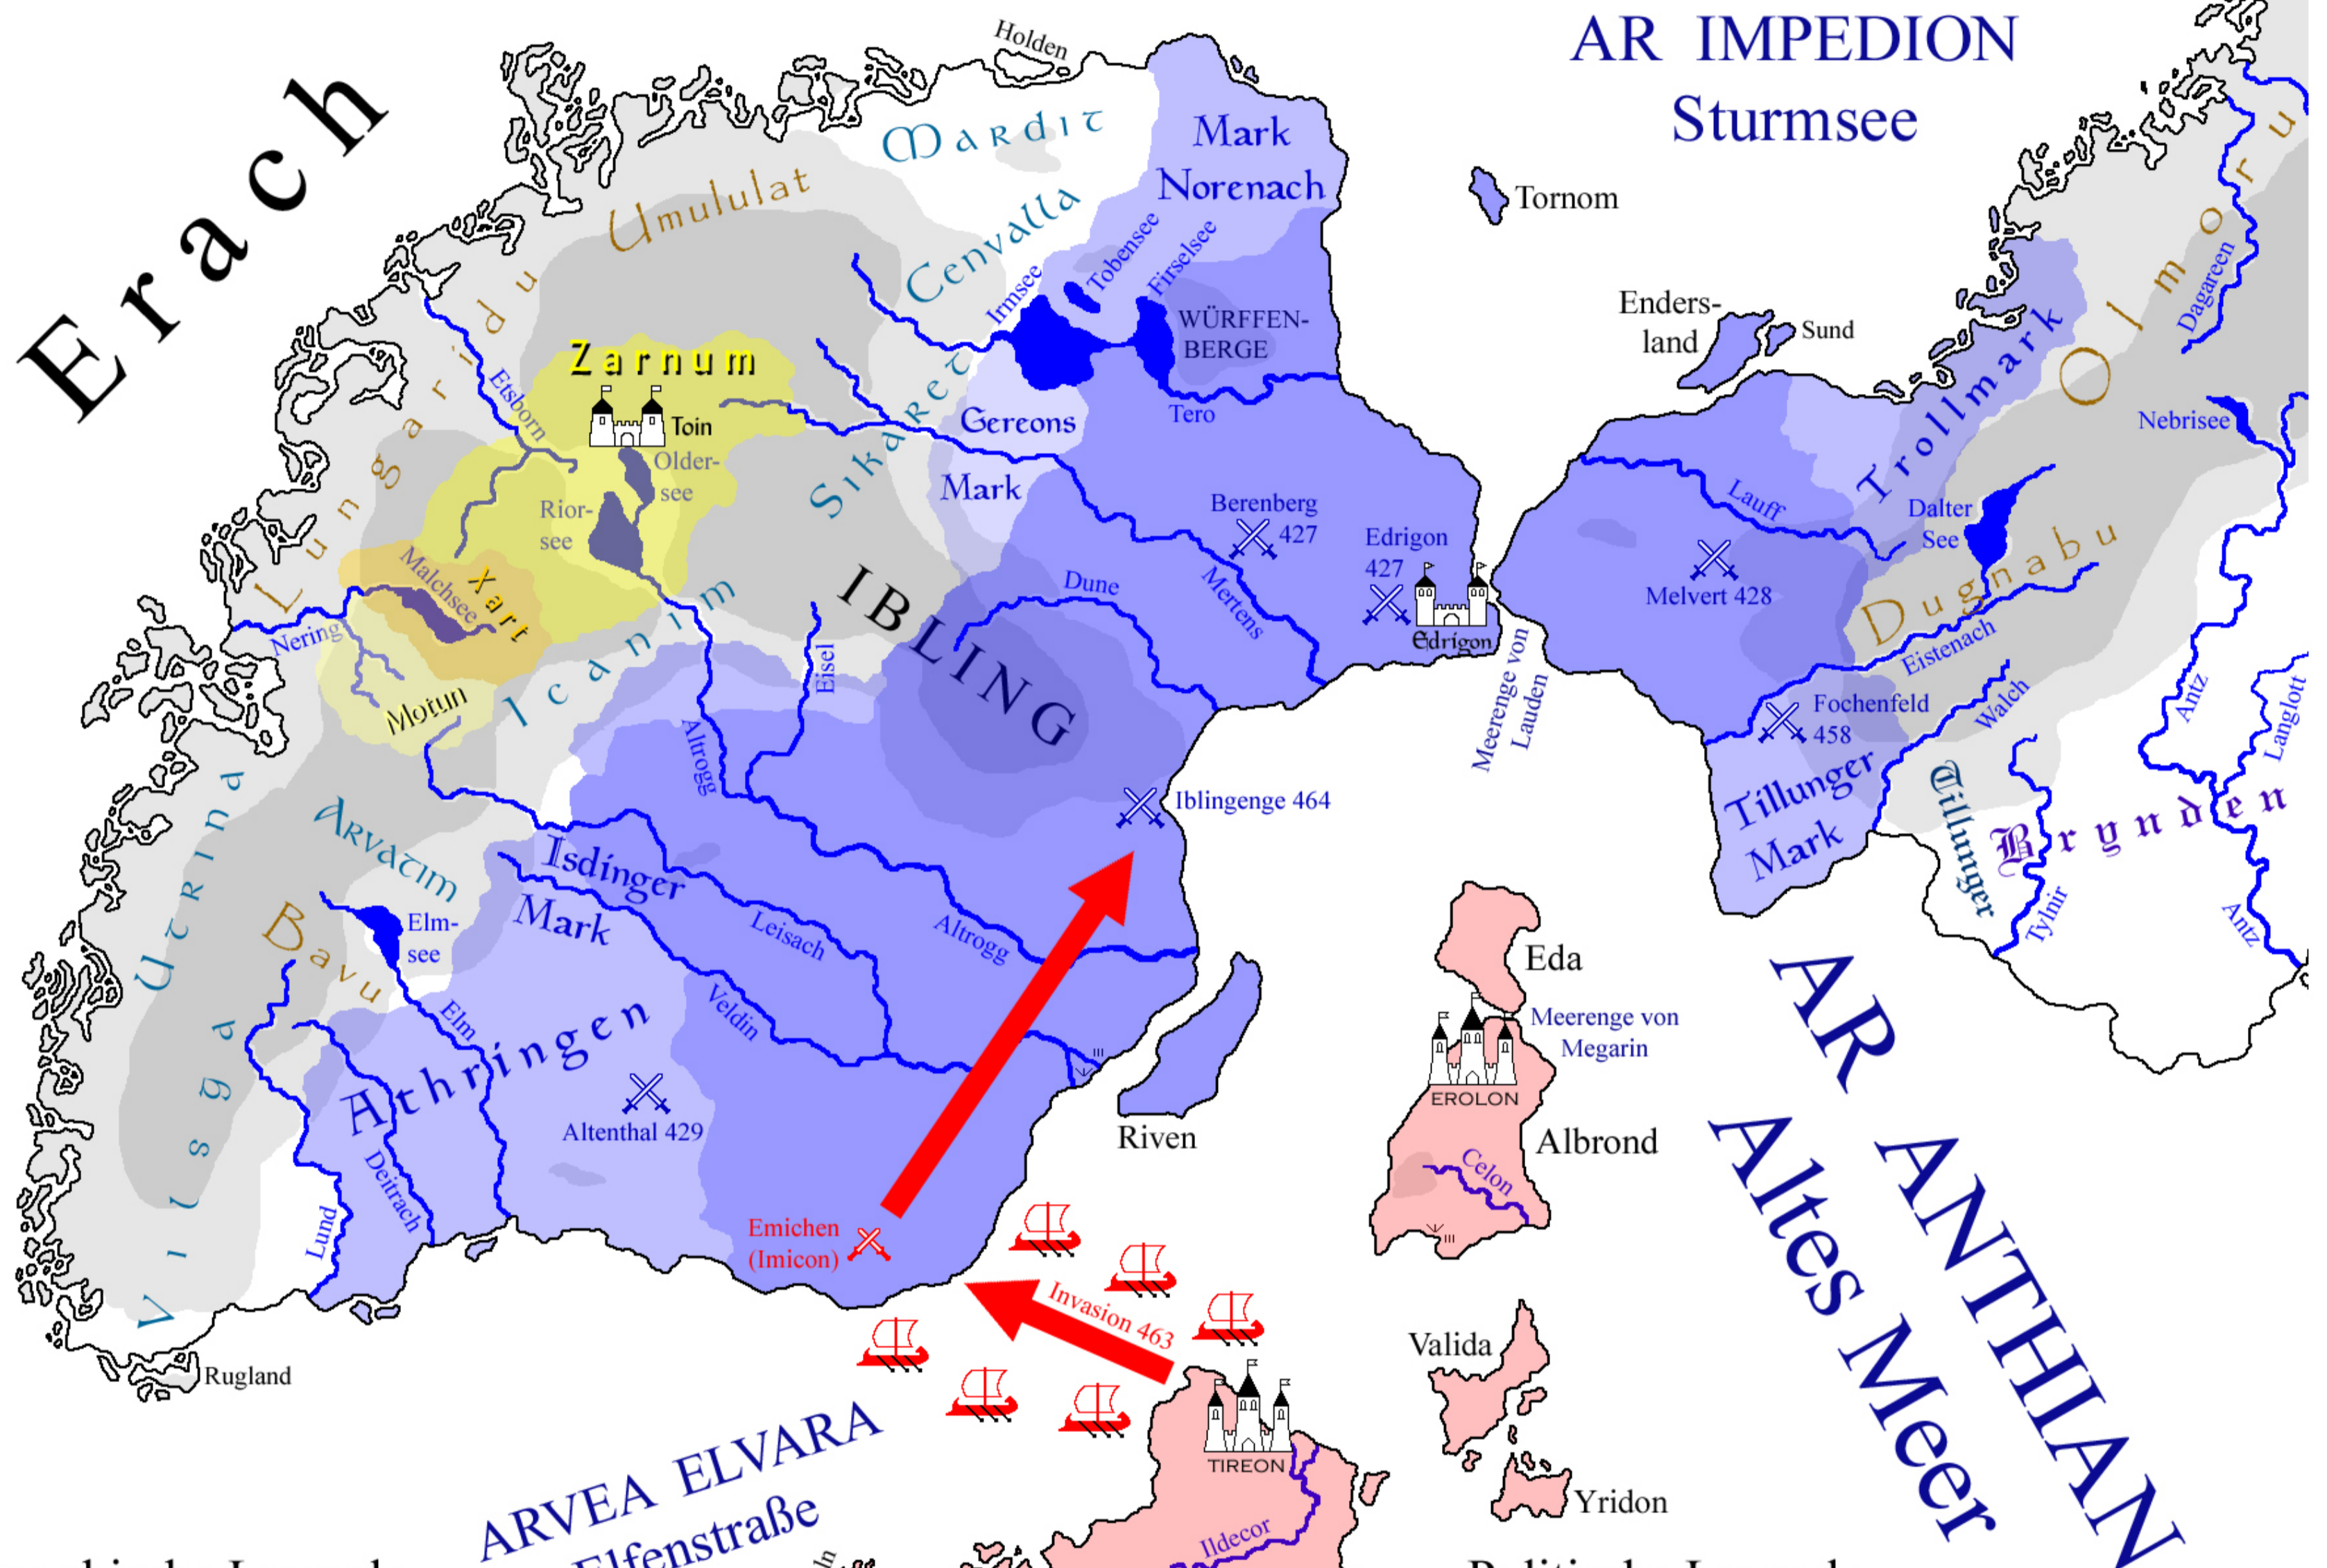 Erach
Holden
AR IMPEDION
Sturmsee
Mardit
Mark
Norenach
Umululat
Cenvalla
Tornom
Irmsee
Tobensee
Firselsee
Lungaridu
Olmoru
Dagareen
WÜRFFEN-
BERGE
Enders-
land
Sund
Trollmark
Zarnum
Toin
Etsborn
Older-
see
Rior-
see
Sikaret
Gereons
Mark
Tero
Nebrisee
Berenberg
427
Edrigon
427
Edrigon
Lauff
Dalter
See
Melvert 428
Dugnabu
Malchsee
Xart
Nering
Motun
Icanim
IBLING
Dune
Mertens
Eisel
Meerenge von
Lauden
Eistenach
Fochenfeld
458
Walch
Antz
Langlott
Altrogg
Iblingenge 464
Tillunger
Mark
Tillunger
Brynden
Tylnir
Antz
Utrind
Arvatim
Bavu
Elm-
see
Isdinger
Mark
Leisach
Altrogg
Veldin
Elm
Eda
Meerenge von
Megarin
EROLON
Albrond
Celon
Riven
Athringen
Altenthal 429
Deitrach
Lund
Vilsgd
Emichen
(Imicon)
Invasion 463
Rugland
AR ANTHIAN
Altes Meer
Valida
Yridon
TIREON
Ildecor
ARVEA ELVARA
Elfenstraße